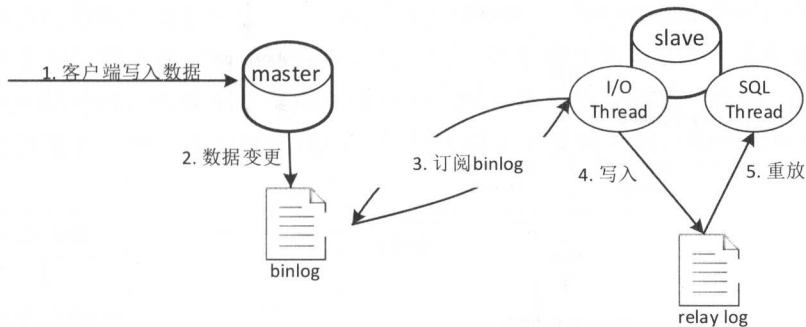 1. 客户端写入数据
master
2. 数据变更
binlog
3. 订阅binlog
slave
I/O
Thread
SQL
Thread
4. 写入
5. 重放
relay log